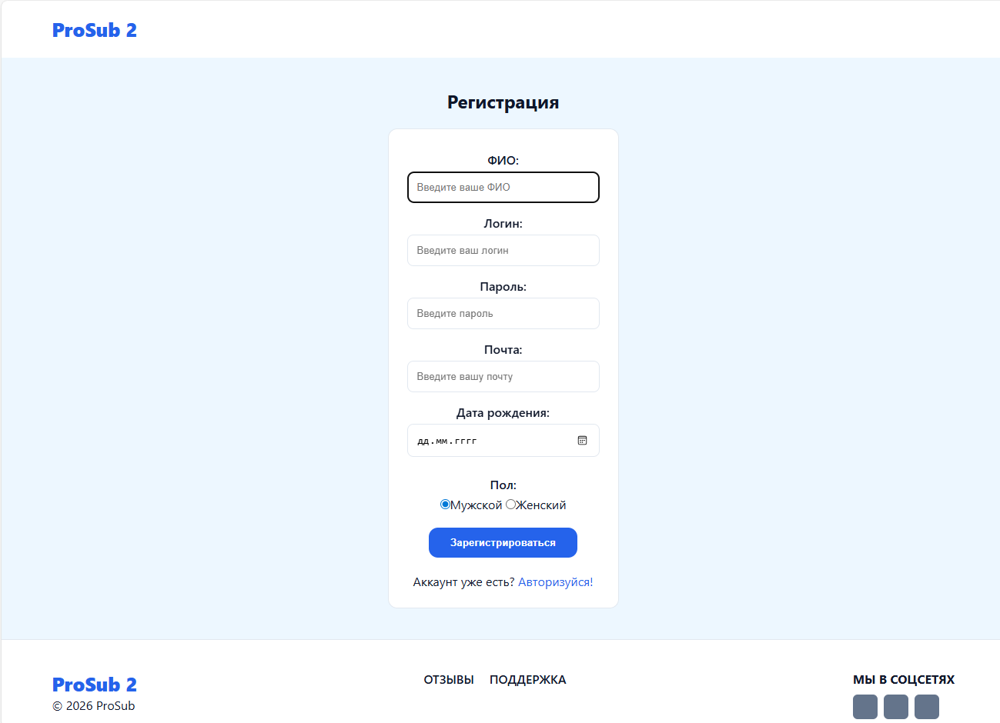 ProSub 2
Регистрация
ФИО:
Введите ваше ФИО
Логин:
Введите ваш логин
Пароль:
Введите пароль
Почта:
Введите вашу почту
Дата рождения:
дд.мм.гггг
Пол:
Мужской Женский
Зарегистрироваться
Аккаунт уже есть? Авторизуйся!
ProSub 2
© 2026 ProSub
ОТЗЫВЫ ПОДДЕРЖКА
МЫ В СОЦСЕТЯХ